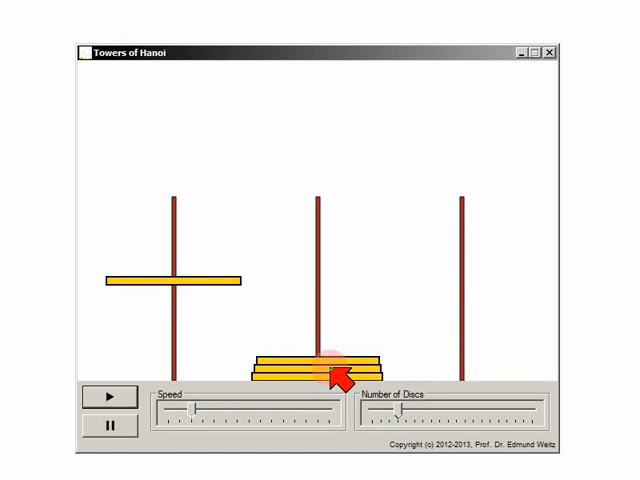 Towers of Hanoi
Speed
Number of Discs
Copyright (c) 2012-2013, Prof. Dr. Edmund Weitz